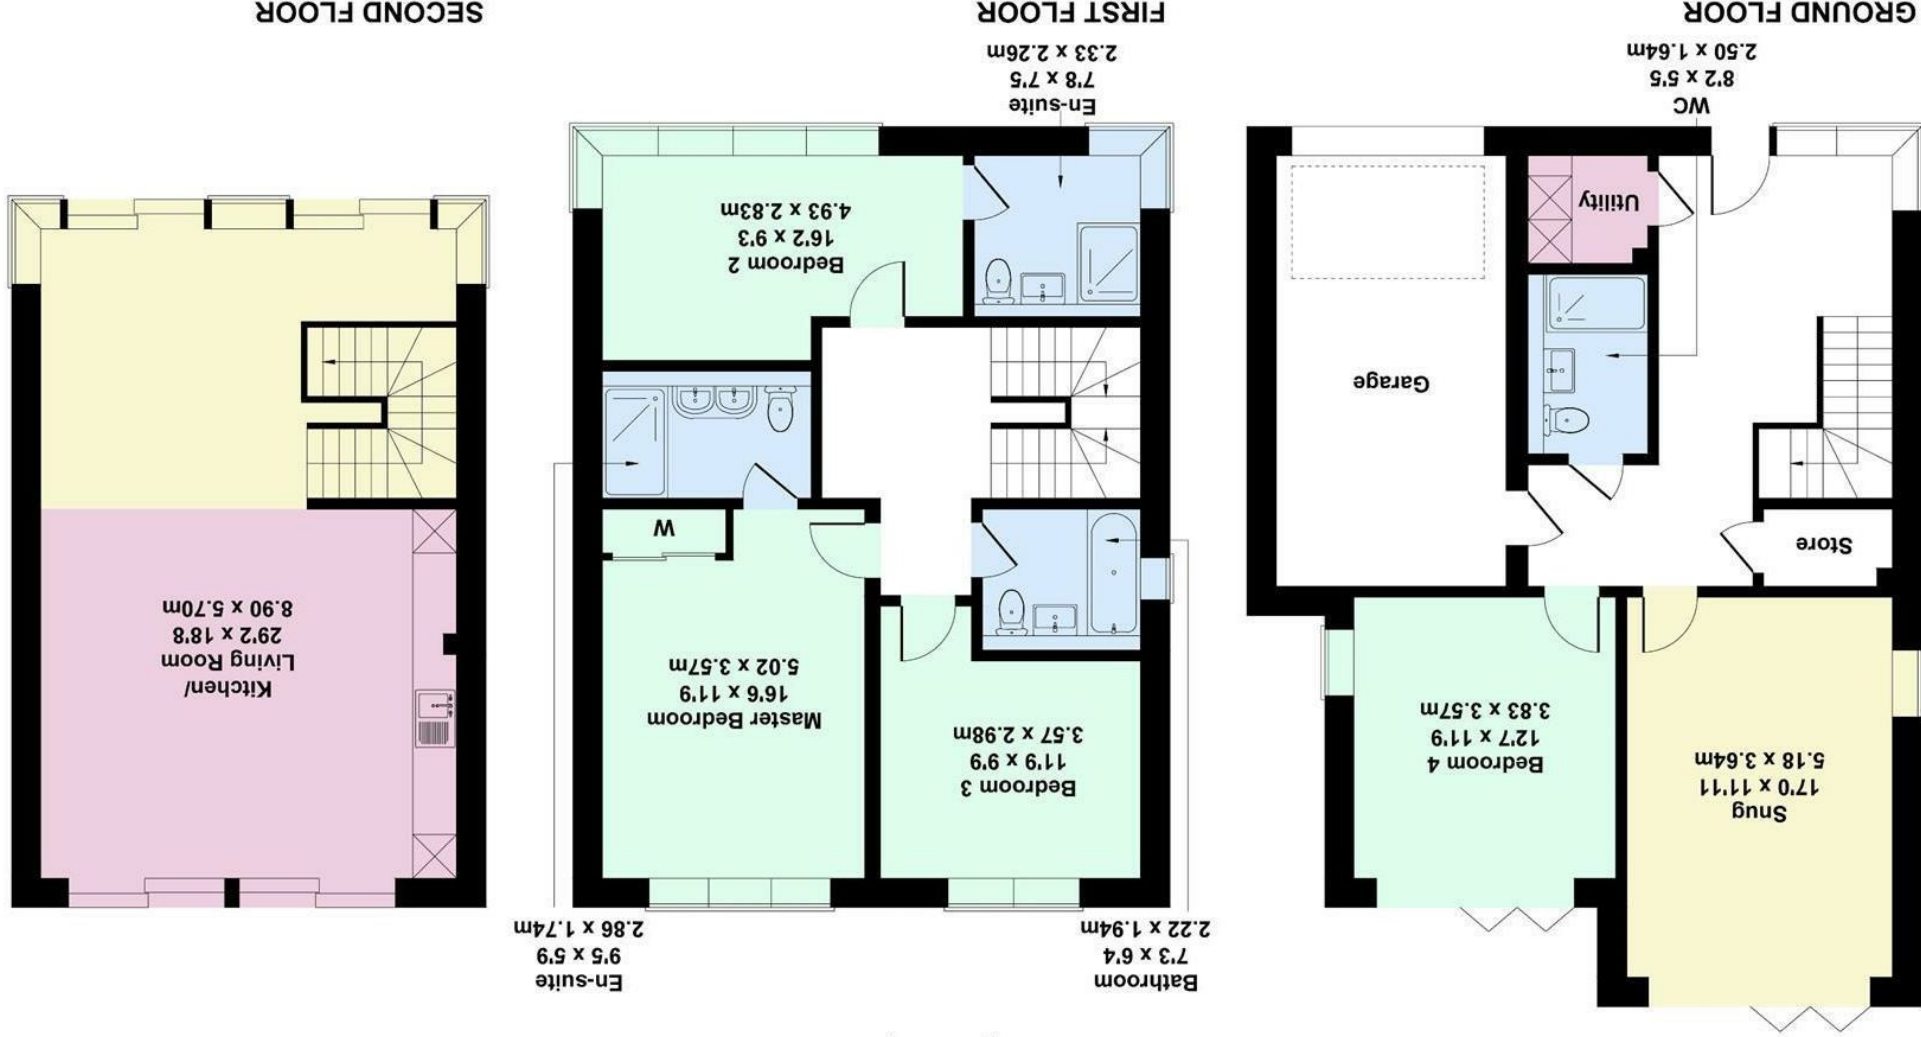 Snug
17'0 x 11'11
5.18 x 3.64m
Bedroom 4
12'7 x 11'9
3.83 x 3.57m
Store
Garage
Utility
WC
8'2 x 5'5
2.50 x 1.64m
GROUND FLOOR
Bathroom
7'3 x 6'4
2.22 x 1.94m
En-suite
9'5 x 5'9
2.86 x 1.74m
Bedroom 3
11'9 x 9'9
3.57 x 2.98m
Master Bedroom
16'6 x 11'9
5.02 x 3.57m
W
Bedroom 2
16'2 x 9'3
4.93 x 2.83m
En-suite
7'8 x 7'5
2.33 x 2.26m
FIRST FLOOR
Kitchen/
Living Room
29'2 x 18'8
8.90 x 5.70m
SECOND FLOOR